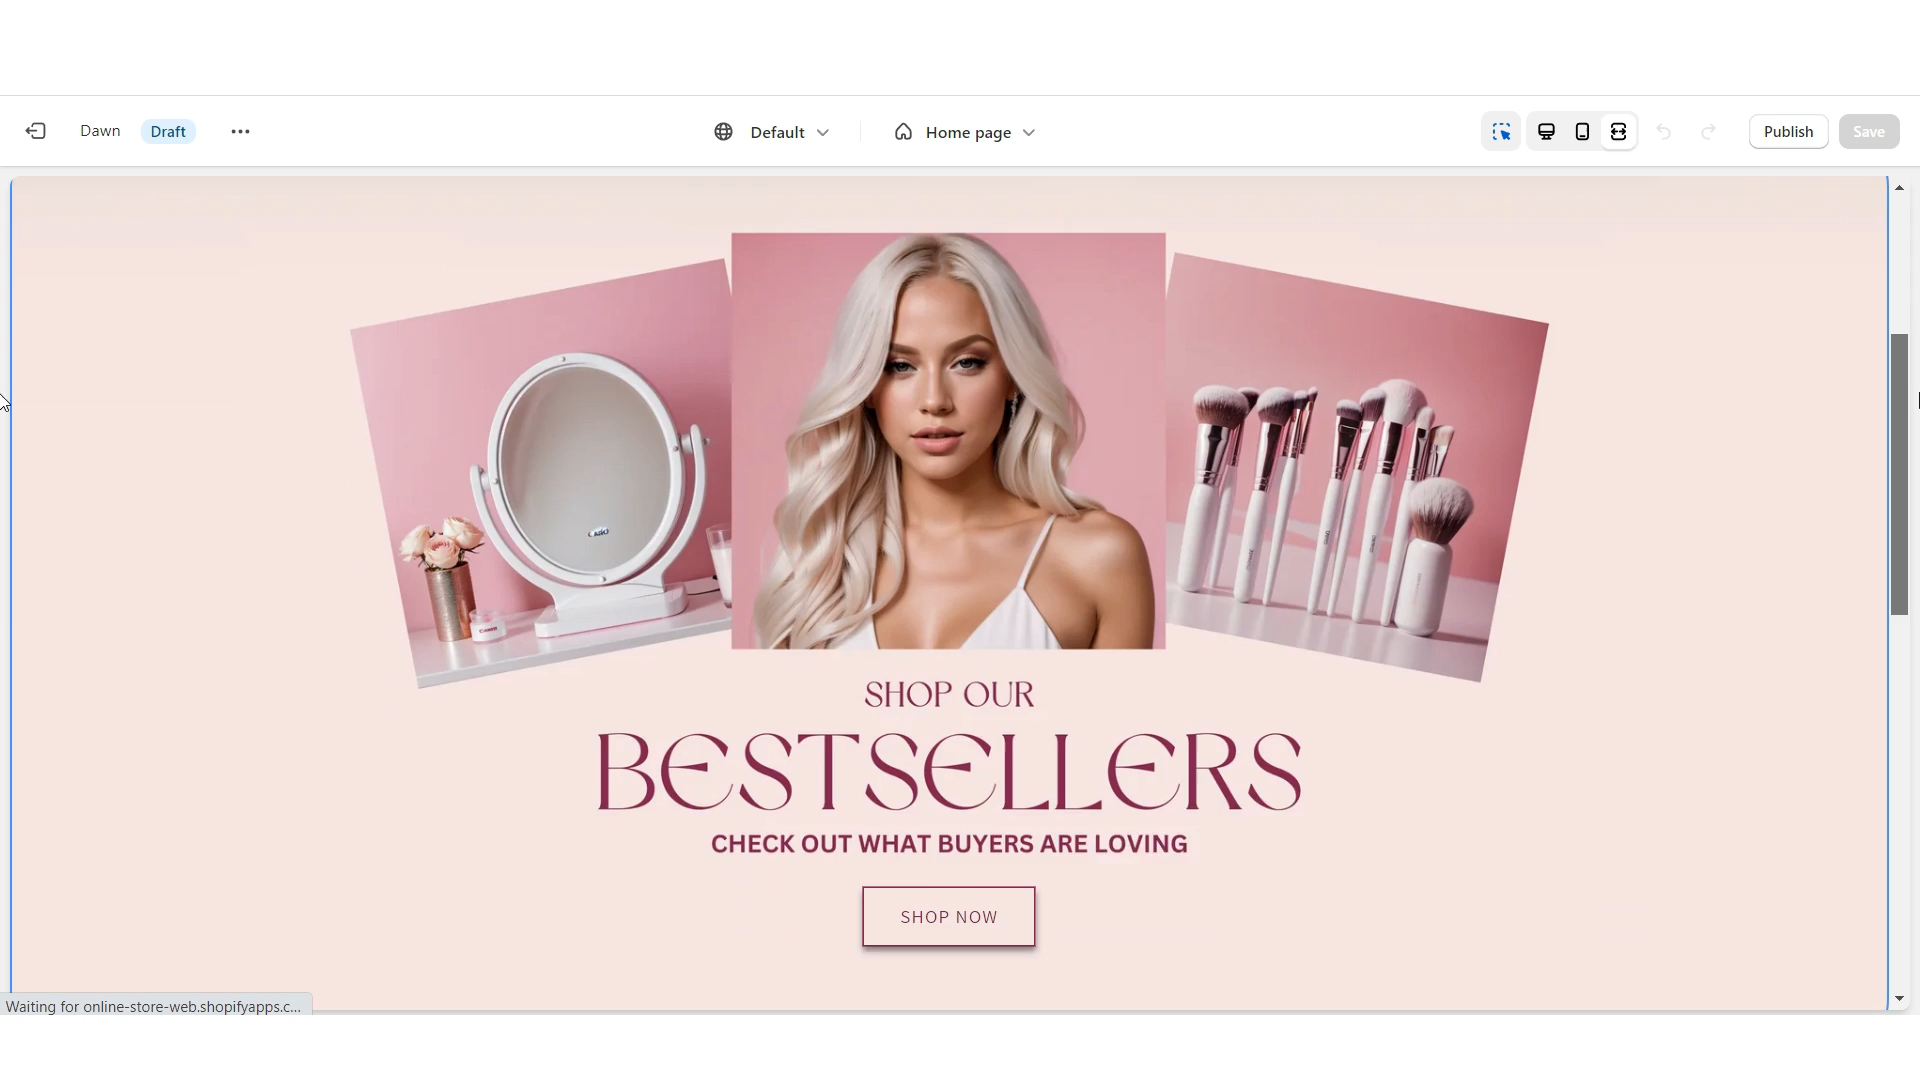 Dawn
Draft
Default
Home page
Publish
Save
SHOP OUR
BESTSELLERS
CHECK OUT WHAT BUYERS ARE LOVING
SHOP NOW
Waiting for online-store-web.shopifyapps.c...